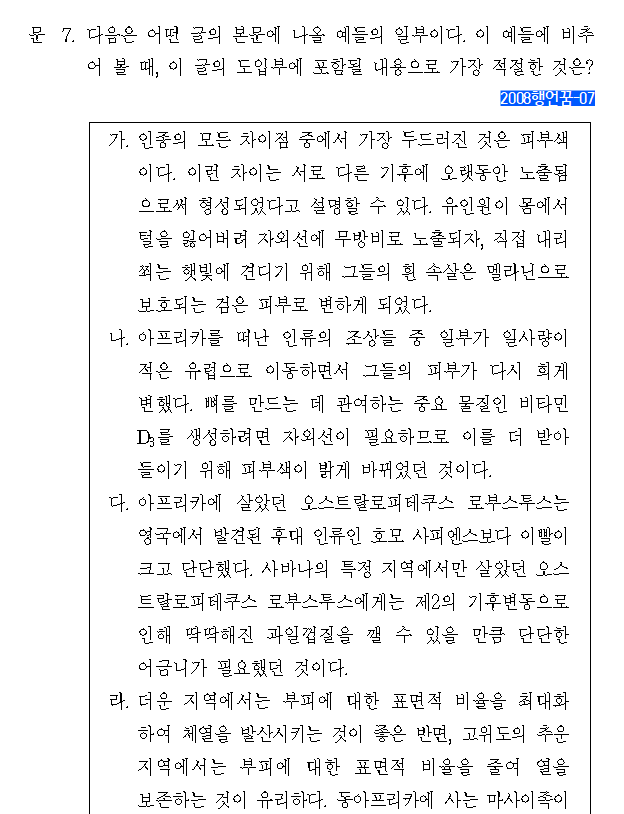 문 7. 다음은 어떤 글의 본문에 나올 예들의 일부이다. 이 예들에 비추
어 볼 때, 이 글의 도입부에 포함될 내용으로 가장 적절한 것은?
2008행언꿈-07
가. 인종의 모든 차이점 중에서 가장 두드러진 것은 피부색
이다. 이런 차이는 서로 다른 기후에 오랫동안 노출됨
으로써 형성되었다고 설명할 수 있다. 유인원이 몸에서
털을 잃어버려 자외선에 무방비로 노출되자, 직접 내리
쬐는 햇빛에 견디기 위해 그들의 흰 속살은 멜라닌으로
보호되는 검은 피부로 변하게 되었다.
나. 아프리카를 떠난 인류의 조상들 중 일부가 일사량이
적은 유럽으로 이동하면서 그들의 피부가 다시 희게
변했다. 뼈를 만드는 데 관여하는 중요 물질인 비타민
D₃를 생성하려면 자외선이 필요하므로 이를 더 받아
들이기 위해 피부색이 밝게 바뀌었던 것이다.
다. 아프리카에 살았던 오스트랄로피테쿠스 로부스투스는
영국에서 발견된 후대 인류인 호모 사피엔스보다 이빨이
크고 단단했다. 사바나의 특정 지역에서만 살았던 오스
트랄로피테쿠스 로부스투스에게는 제2의 기후변동으로
인해 딱딱해진 과일껍질을 깰 수 있을 만큼 단단한
어금니가 필요했던 것이다.
라. 더운 지역에서는 부피에 대한 표면적 비율을 최대화
하여 체열을 발산시키는 것이 좋은 반면, 고위도의 추운
지역에서는 부피에 대한 표면적 비율을 줄여 열을
보존하는 것이 유리하다. 동아프리카에 사는 마사이족이